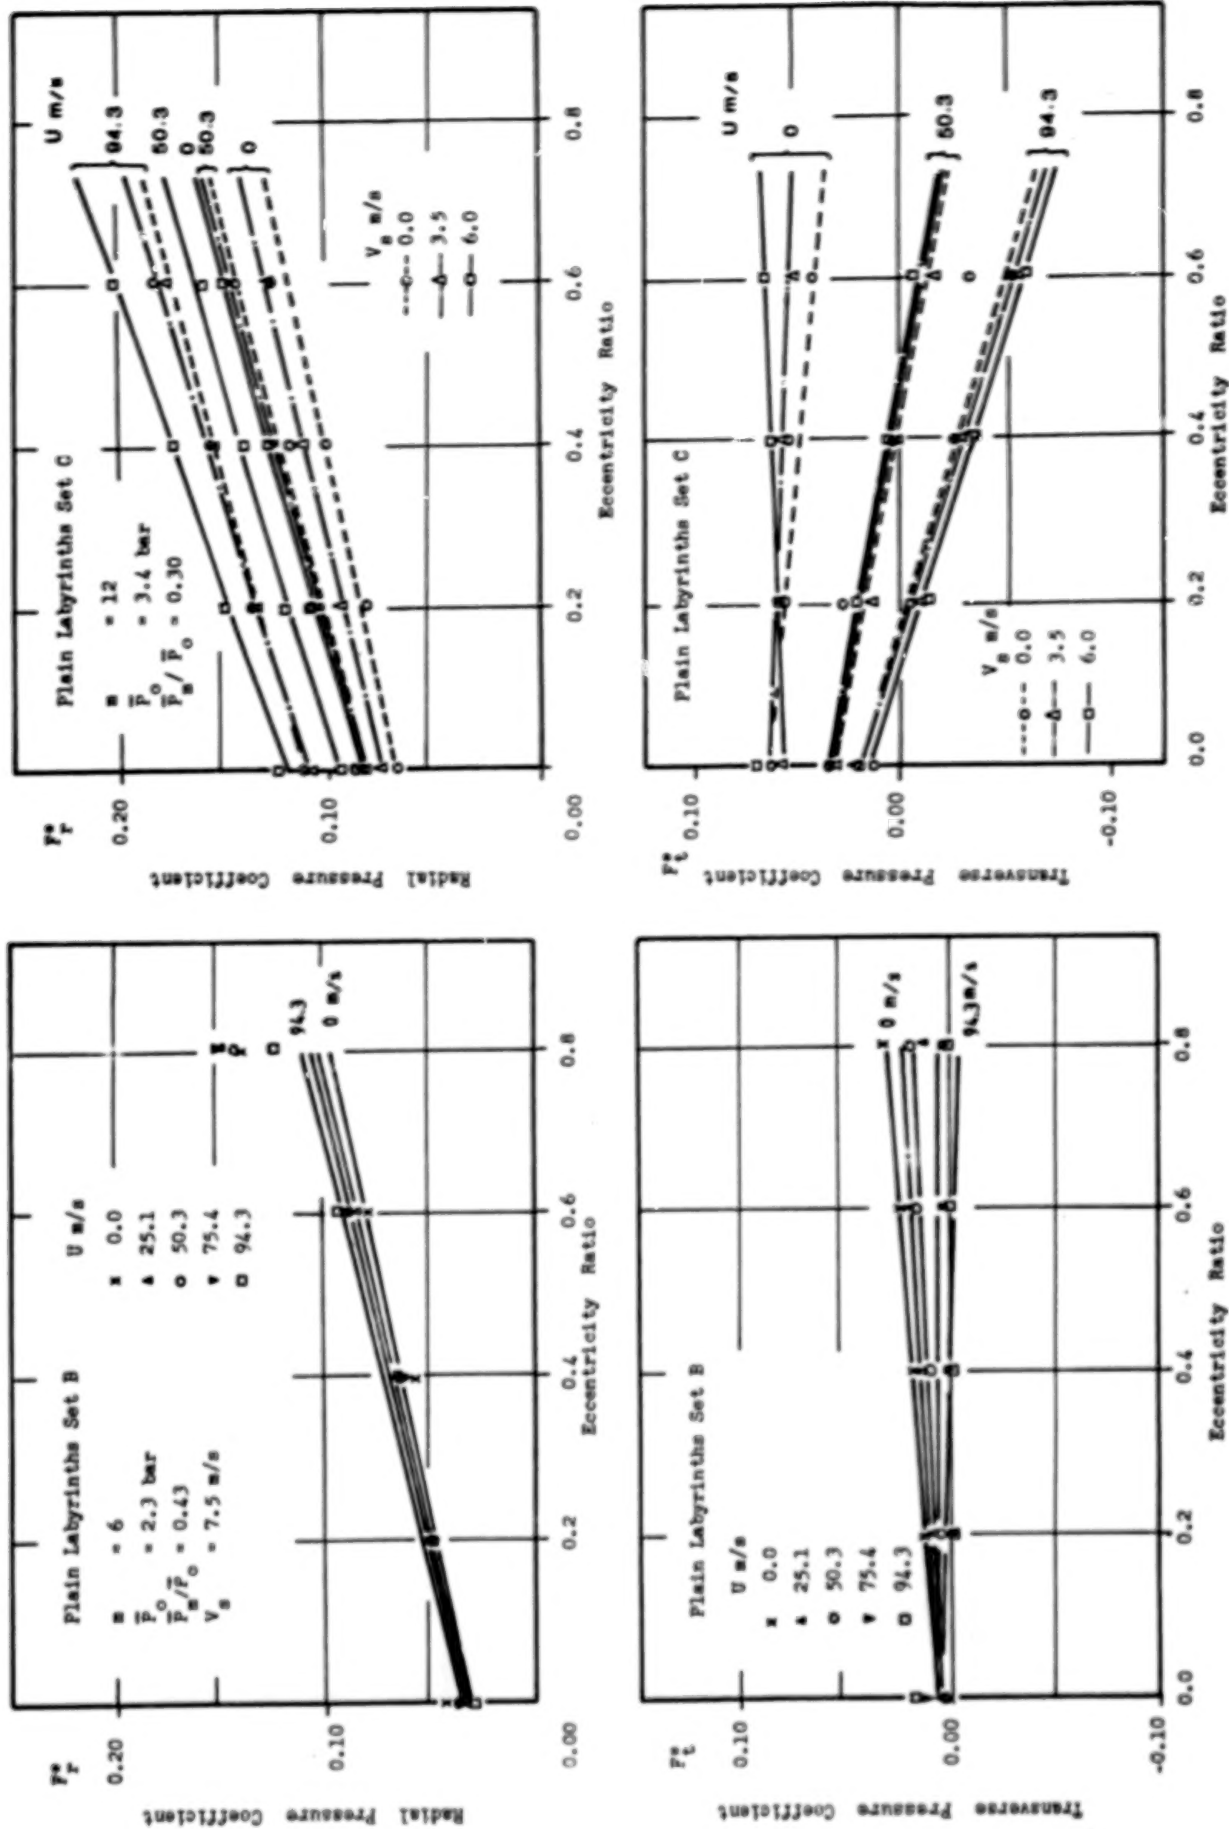 Plain Labyrinths Set B
m = 6
P̅o = 2.3 bar
P̅m/P̅o = 0.43
Vs = 7.5 m/s
U m/s
x 0.0
▲ 25.1
o 50.3
▼ 75.4
□ 94.3
94.3
0 m/s
F*r
0.20
0.10
0.00
0.2
0.4
0.6
0.8
Radial Pressure Coefficient
Eccentricity Ratio
Plain Labyrinths Set C
m = 12
P̅o = 3.4 bar
P̅m/P̅o = 0.30
U m/s
94.3
50.3
0
50.3
0
Vs m/s
--o-- 0.0
—△— 3.5
—□— 6.0
F*r
0.20
0.10
0.00
0.2
0.4
0.6
0.8
Radial Pressure Coefficient
Eccentricity Ratio
Plain Labyrinths Set B
U m/s
x 0.0
▲ 25.1
o 50.3
▼ 75.4
□ 94.3
0 m/s
94.3m/s
F*t
0.10
0.00
-0.10
0.0
0.2
0.4
0.6
0.8
Transverse Pressure Coefficient
Eccentricity Ratio
Plain Labyrinths Set C
U m/s
0
50.3
94.3
Vs m/s
---o-- 0.0
—△— 3.5
—□— 6.0
F*t
0.10
0.00
-0.10
0.0
0.2
0.4
0.6
0.8
Transverse Pressure Coefficient
Eccentricity Ratio